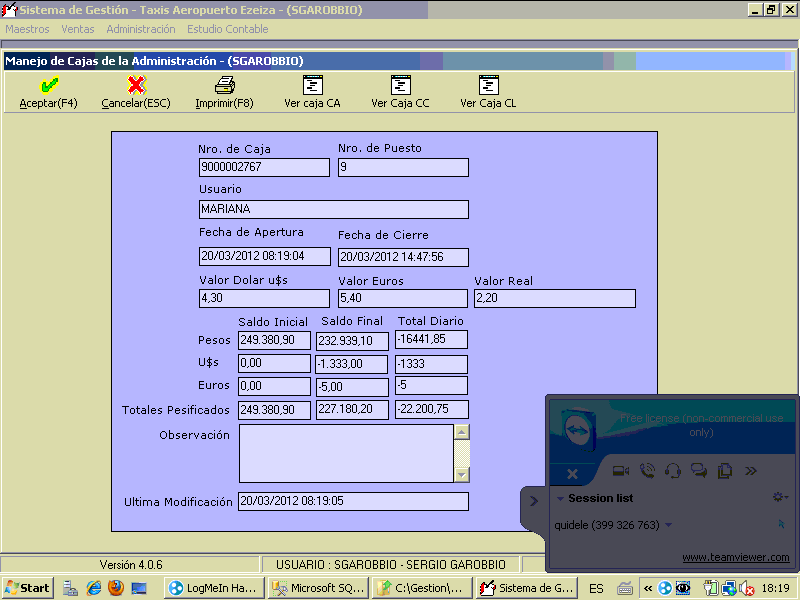 Sistema de Gestión - Taxis Aeropuerto Ezeiza - (SGAROBBIO)
Maestros Ventas Administración Estudio Contable
Manejo de Cajas de la Administración - (SGAROBBIO)
Aceptar(F4) Cancelar(ESC) Imprimir(F8) Ver caja CA Ver Caja CC Ver Caja CL
Nro. de Caja Nro. de Puesto
9000002767 9
Usuario
MARIANA
Fecha de Apertura Fecha de Cierre
20/03/2012 08:19:04 20/03/2012 14:47:56
Valor Dolar u$s Valor Euros Valor Real
4,30 5,40 2,20
Saldo Inicial Saldo Final Total Diario
Pesos 249.380,90 232.939,10 -16441,85
U$s 0,00 -1.333,00 -1333
Euros 0,00 -5,00 -5
Totales Pesificados 249.380,90 227.180,20 -22.200,75
Observación
Ultima Modificación 20/03/2012 08:19:05
Free license (non-commercial use
only)
Session list
quidele (399 326 763)
www.teamviewer.com
Versión 4.0.6 USUARIO : SGAROBBIO - SERGIO GAROBBIO
Start LogMeIn Ha... Microsoft SQ... C:\Gestion\... Sistema de G... ES « 18:19